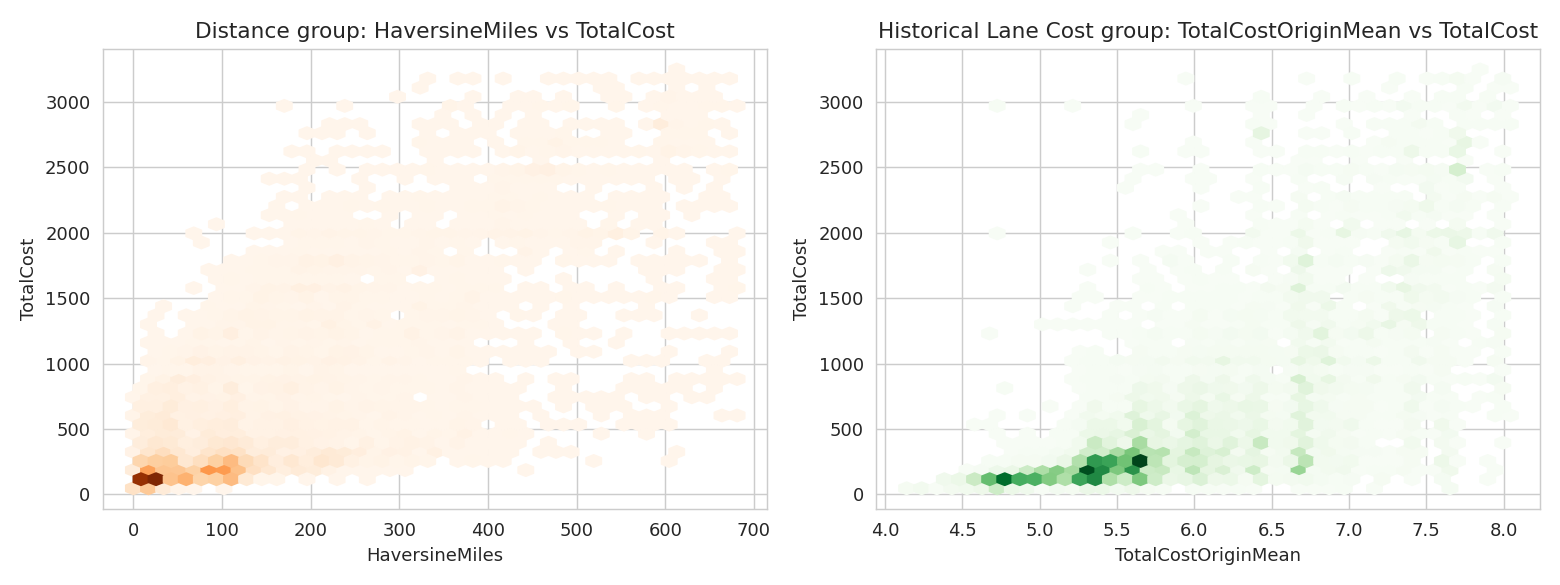 Distance group: HaversineMiles vs TotalCost
TotalCost
3000
2500
2000
1500
1000
500
0
0 100 200 300 400 500 600 700
HaversineMiles
Historical Lane Cost group: TotalCostOriginMean vs TotalCost
TotalCost
3000
2500
2000
1500
1000
500
0
4.0 4.5 5.0 5.5 6.0 6.5 7.0 7.5 8.0
TotalCostOriginMean